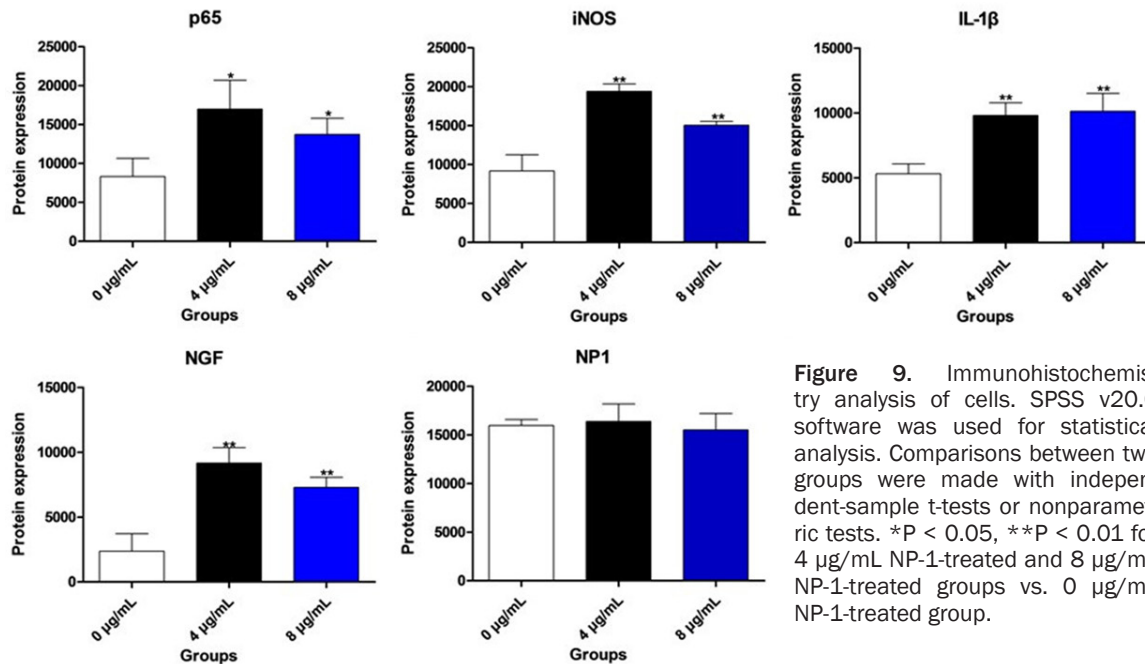 p65
Protein expression
25000
20000
15000
10000
5000
0
*
*
0 µg/mL
4 µg/mL
8 µg/mL
Groups
iNOS
Protein expression
25000
20000
15000
10000
5000
0
**
**
0 µg/mL
4 µg/mL
8 µg/mL
Groups
IL-1β
Protein expression
15000
10000
5000
0
**
**
0 µg/mL
4 µg/mL
8 µg/mL
Groups
NGF
Protein expression
15000
10000
5000
0
**
**
0 µg/mL
4 µg/mL
8 µg/mL
Groups
NP1
Protein expression
20000
15000
10000
5000
0
0 µg/mL
4 µg/mL
8 µg/mL
Groups
Figure 9. Immunohistochemis
try analysis of cells. SPSS v20.
software was used for statistica
analysis. Comparisons between tw
groups were made with indepen
dent-sample t-tests or nonparamet
ric tests. *P < 0.05, **P < 0.01 fo
4 µg/mL NP-1-treated and 8 µg/m
NP-1-treated groups vs. 0 µg/m
NP-1-treated group.